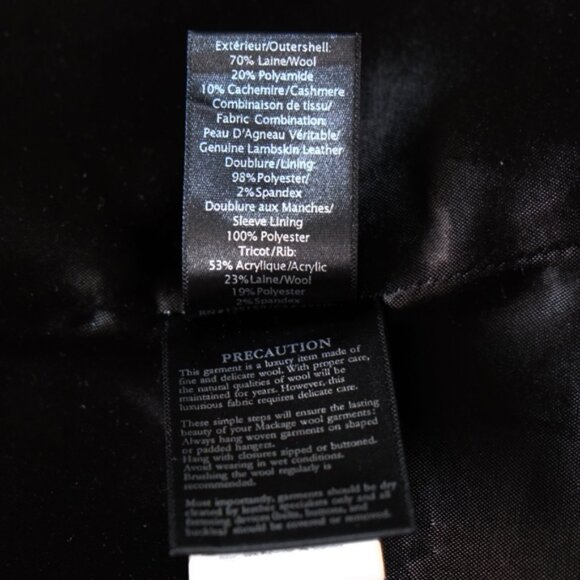 Extérieur/Outershell:
70% Laine/Wool
20% Polyamide
10% Cachemire/Cashmere
Combinaison de tissu/
Fabric Combination:
Peau D'Agneau Véritable/
Genuine Lambskin Leather
Doublure/Lining:
98% Polyester/
2% Spandex
Doublure aux Manches/
Sleeve Lining
100% Polyester
Tricot/Rib:
53% Acrylique/Acrylic
23% Laine/Wool
19% Polyester
2% Spandex
PRECAUTION
This garment is a luxury item made of
fine and delicate wool. With proper care,
the natural qualities of wool will be
maintained for years. However, this
luxurious fabric requires delicate care.
These simple steps will ensure the lasting
beauty of your Mackage wool garments:
Always hang woven garments on shaped
or padded hangers.
Hang with closures zipped or buttoned.
Avoid wearing in wet conditions.
Brushing the wool regularly is
recommended.
Most importantly, garments should be dry
cleaned by leather specialists only and all
should be covered or removed.